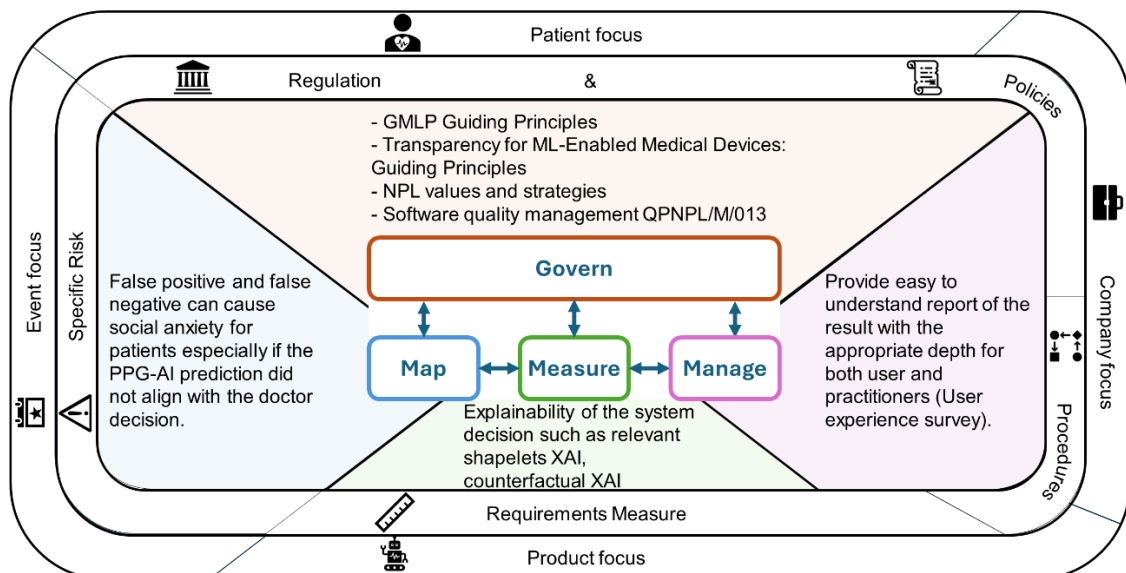 Patient focus
Regulation
&
Policies
- GMLP Guiding Principles
- Transparency for ML-Enabled Medical Devices:
Guiding Principles
- NPL values and strategies
- Software quality management QPNPL/M/013
Event focus
Specific Risk
False positive and false
negative can cause
social anxiety for
patients especially if the
PPG-AI prediction did
not align with the doctor
decision.
Govern
Map
Measure
Manage
Provide easy to
understand report of the
result with the
appropriate depth for
both user and
practitioners (User
experience survey).
Company focus
Procedures
Explainability of the system
decision such as relevant
shapelets XAI,
counterfactual XAI
Requirements Measure
Product focus